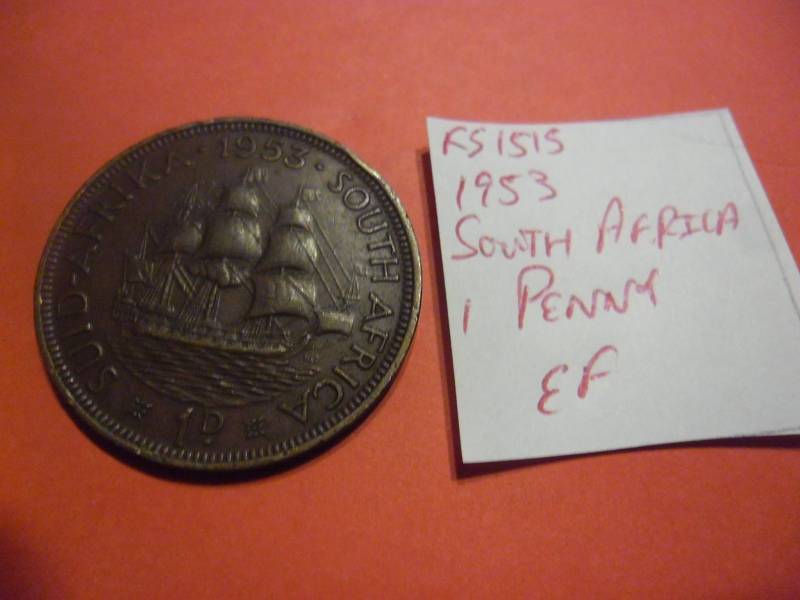 SUID-AFRIKA · 1953 · SOUTH AFRICA
1D
FS1515
1953
SOUTH AFRICA
1 PENNY
EF